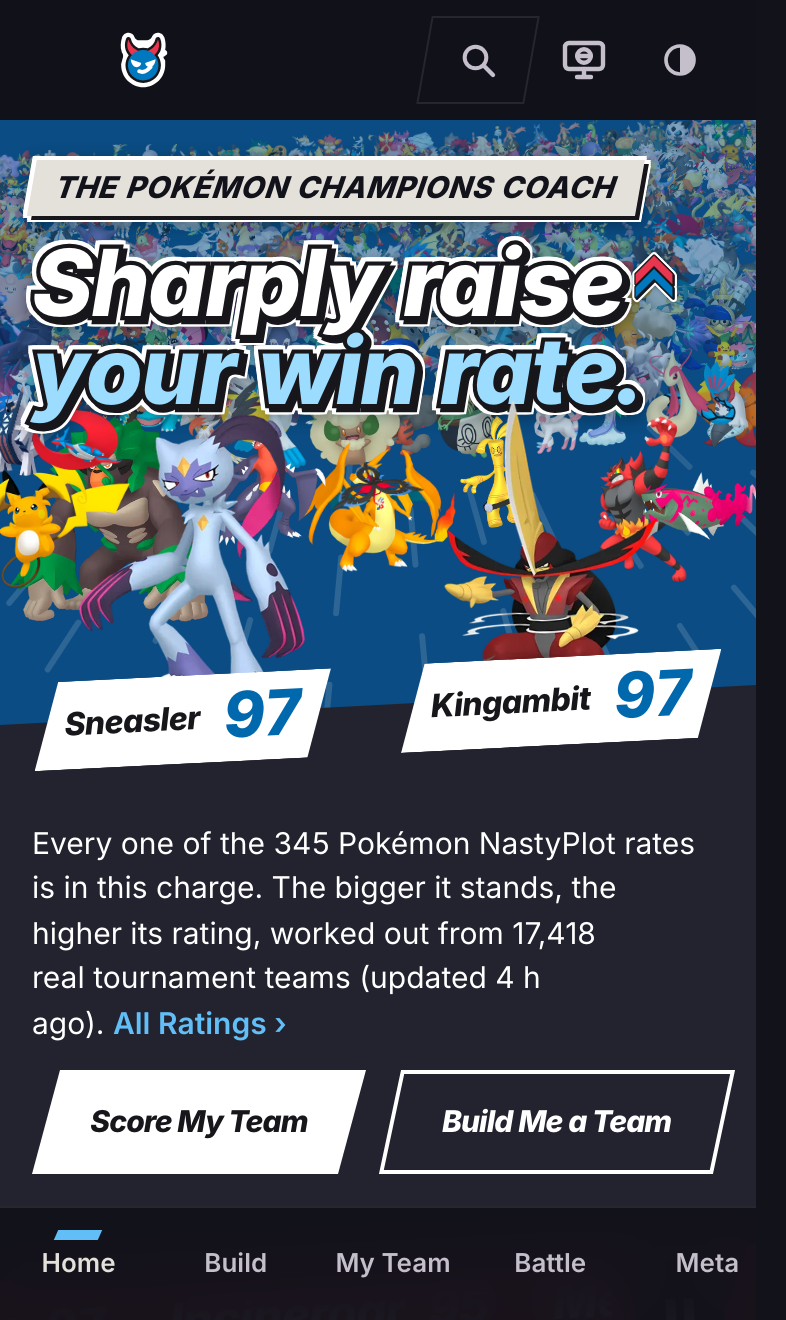 THE POKÉMON CHAMPIONS COACH
Sharply raise
your win rate.
Sneasler 97
Kingambit 97
Every one of the 345 Pokémon NastyPlot rates
is in this charge. The bigger it stands, the
higher its rating, worked out from 17,418
real tournament teams (updated 4 h
ago). All Ratings ›
Score My Team
Build Me a Team
Home
Build
My Team
Battle
Meta